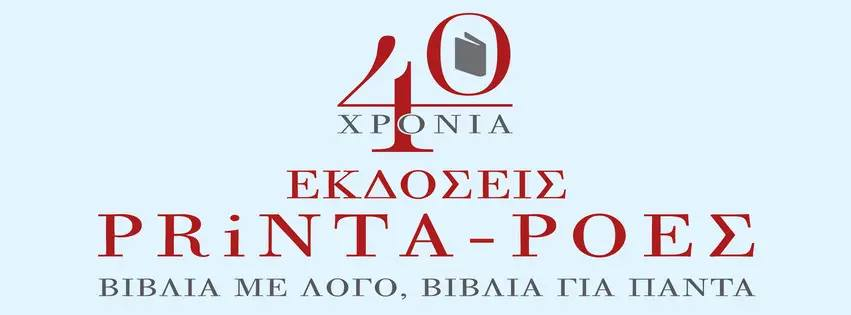 40
ΧΡΟΝΙΑ
ΕΚΔΟΣΕΙΣ
PRiNTA-ΡΟΕΣ
ΒΙΒΛΙΑ ΜΕ ΛΟΓΟ, ΒΙΒΛΙΑ ΓΙΑ ΠΑΝΤΑ